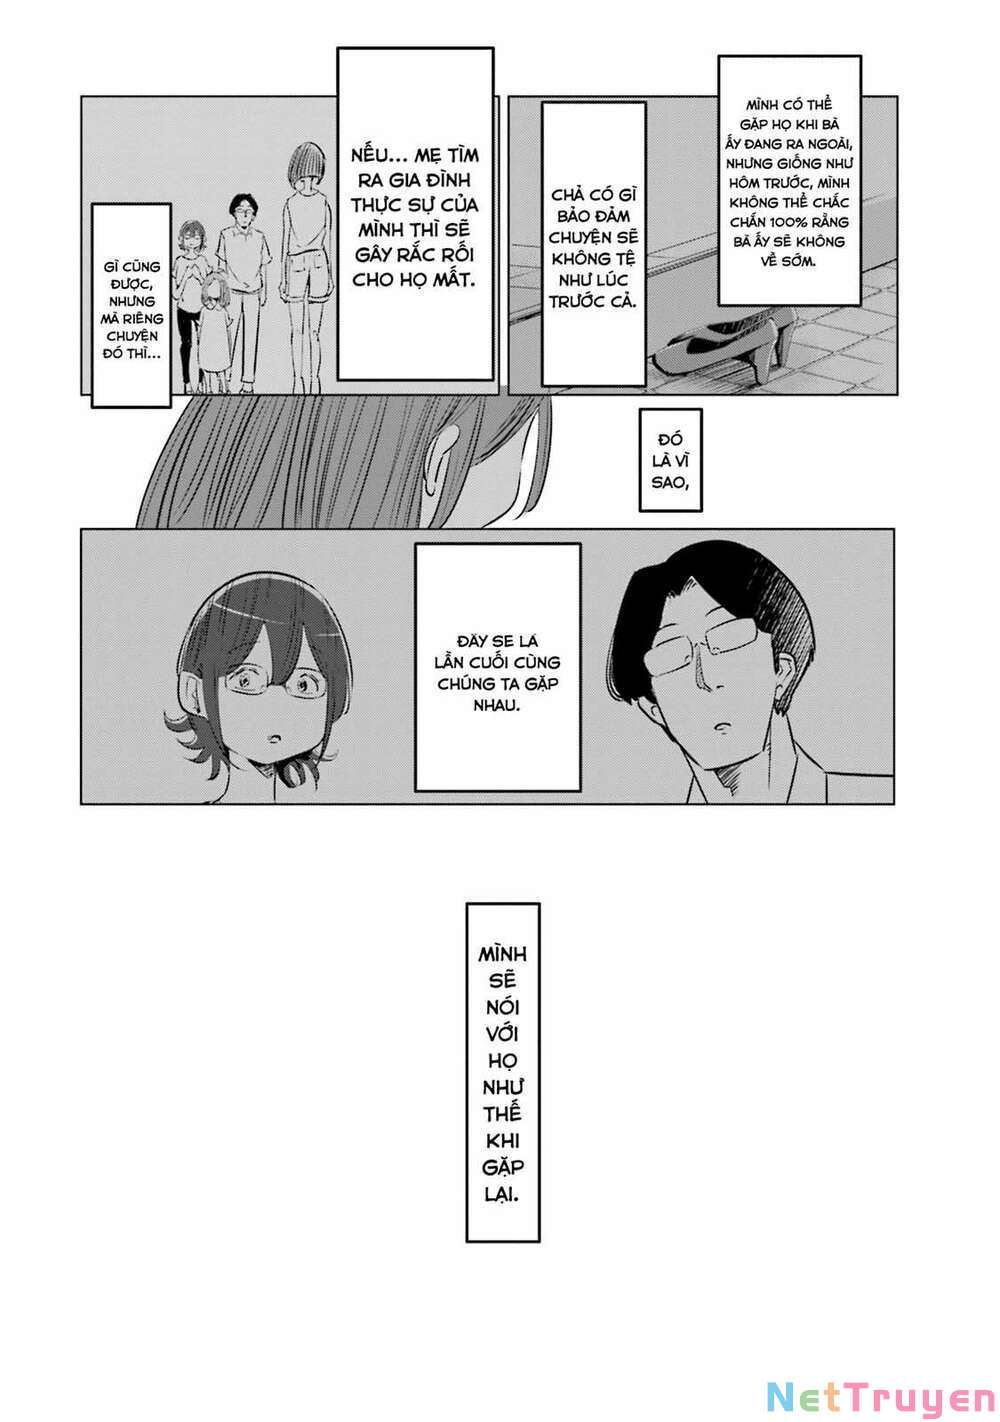 MÌNH CÓ THỂ
GẶP HỌ KHI BÀ
ẤY ĐANG RA NGOÀI,
NHƯNG GIỐNG NHƯ
HÔM TRƯỚC, MÌNH
KHÔNG THỂ CHẮC
CHẮN 100% RẰNG
BÀ ẤY SẼ KHÔNG
VỀ SỚM.
CHẢ CÓ GÌ
BẢO ĐẢM
CHUYỆN SẼ
KHÔNG TỆ
NHƯ LÚC
TRƯỚC CẢ.
NẾU... MẸ TÌM
RA GIA ĐÌNH
THỰC SỰ CỦA
MÌNH THÌ SẼ
GÂY RẮC RỐI
CHO HỌ MẤT.
GÌ CŨNG
ĐƯỢC,
NHƯNG
MÀ RIÊNG
CHUYỆN
ĐÓ THÌ...
ĐÓ
LÀ VÌ
SAO,
ĐÂY SẼ LÀ
LẦN CUỐI CÙNG
CHÚNG TA GẶP
NHAU.
MÌNH
SẼ
NÓI
VỚI
HỌ
NHƯ
THẾ
KHI
GẶP
LẠI.
NetTruyen